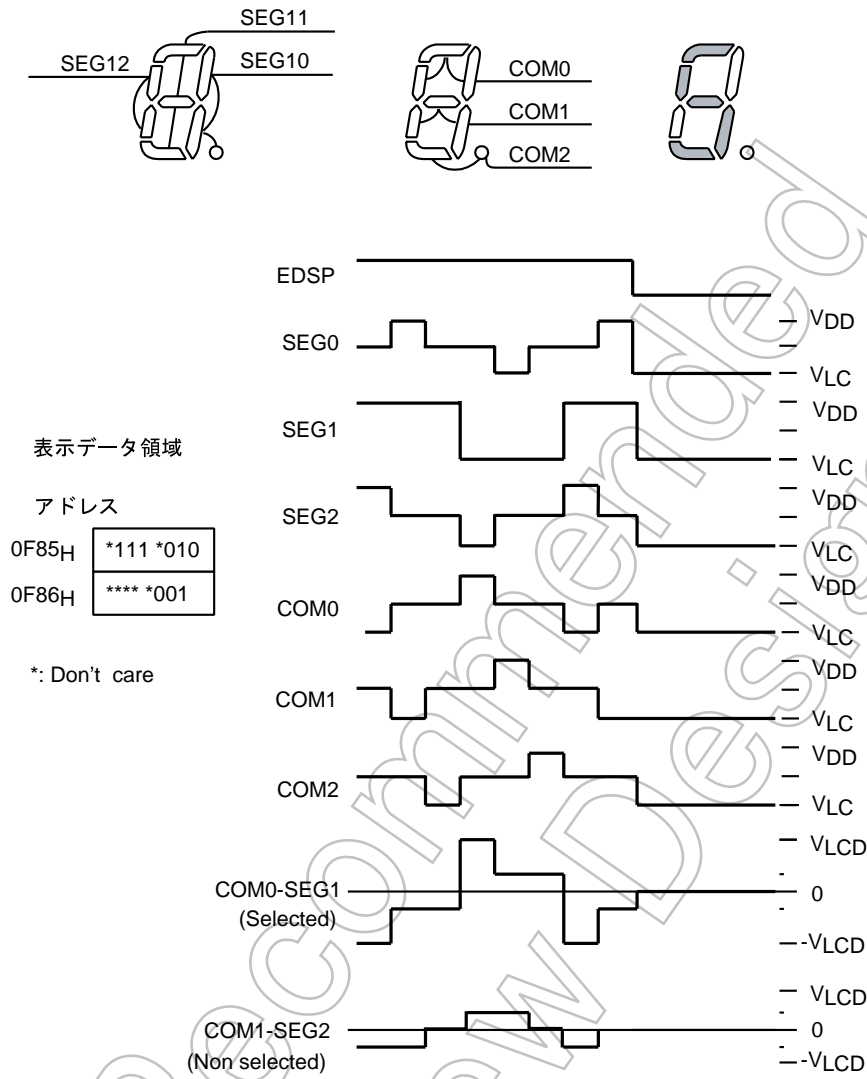 SEG11
SEG12
SEG10
COM0
COM1
COM2
EDSP
SEG0
VDD
VLC
SEG1
VDD
VLC
表示データ領域
アドレス
SEG2
VDD
VLC
0F85H *111 *010
0F86H **** *001
COM0
VDD
VLC
*: Don't care
COM1
VDD
VLC
COM2
VDD
VLC
COM0-SEG1
(Selected)
VLCD
0
-VLCD
COM1-SEG2
(Non selected)
VLCD
0
-VLCD